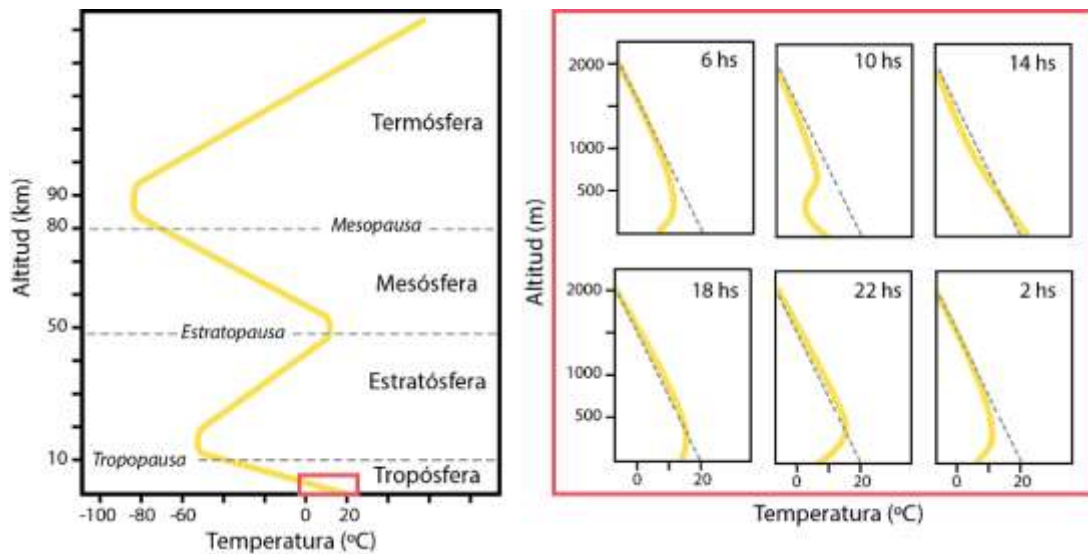 Altitud (km)
90
80
50
10
Termósfera
Mesopausa
Mesósfera
Estratopausa
Estratósfera
Tropopausa
Tropósfera
-100 -80 -60 0 20
Temperatura (ºC)
Altitud (m)
6 hs
10 hs
14 hs
2000
1000
500
18 hs
22 hs
2 hs
2000
1000
500
0 20
0 20
0 20
Temperatura (ºC)